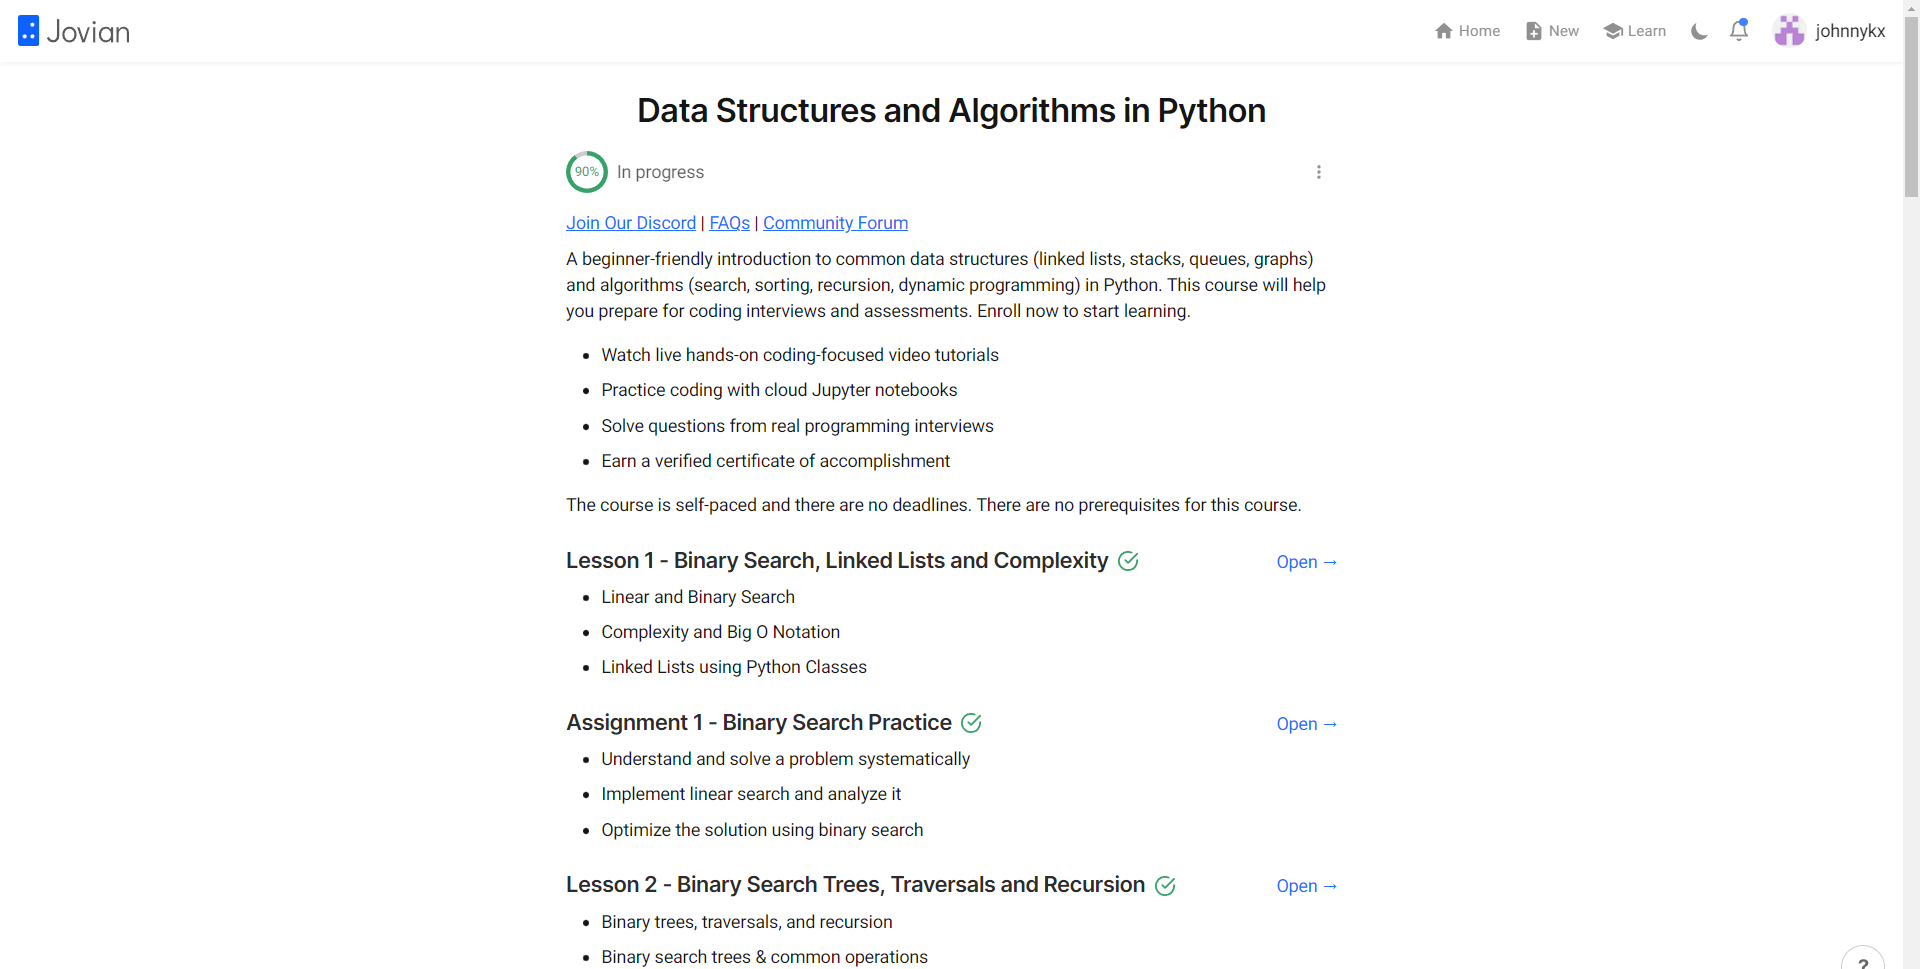 Jovian
Home New Learn johnnykx
Data Structures and Algorithms in Python
90% In progress
Join Our Discord | FAQs | Community Forum
A beginner-friendly introduction to common data structures (linked lists, stacks, queues, graphs)
and algorithms (search, sorting, recursion, dynamic programming) in Python. This course will help
you prepare for coding interviews and assessments. Enroll now to start learning.
• Watch live hands-on coding-focused video tutorials
• Practice coding with cloud Jupyter notebooks
• Solve questions from real programming interviews
• Earn a verified certificate of accomplishment
The course is self-paced and there are no deadlines. There are no prerequisites for this course.
Lesson 1 - Binary Search, Linked Lists and Complexity Open →
• Linear and Binary Search
• Complexity and Big O Notation
• Linked Lists using Python Classes
Assignment 1 - Binary Search Practice Open →
• Understand and solve a problem systematically
• Implement linear search and analyze it
• Optimize the solution using binary search
Lesson 2 - Binary Search Trees, Traversals and Recursion Open →
• Binary trees, traversals, and recursion
• Binary search trees & common operations
?